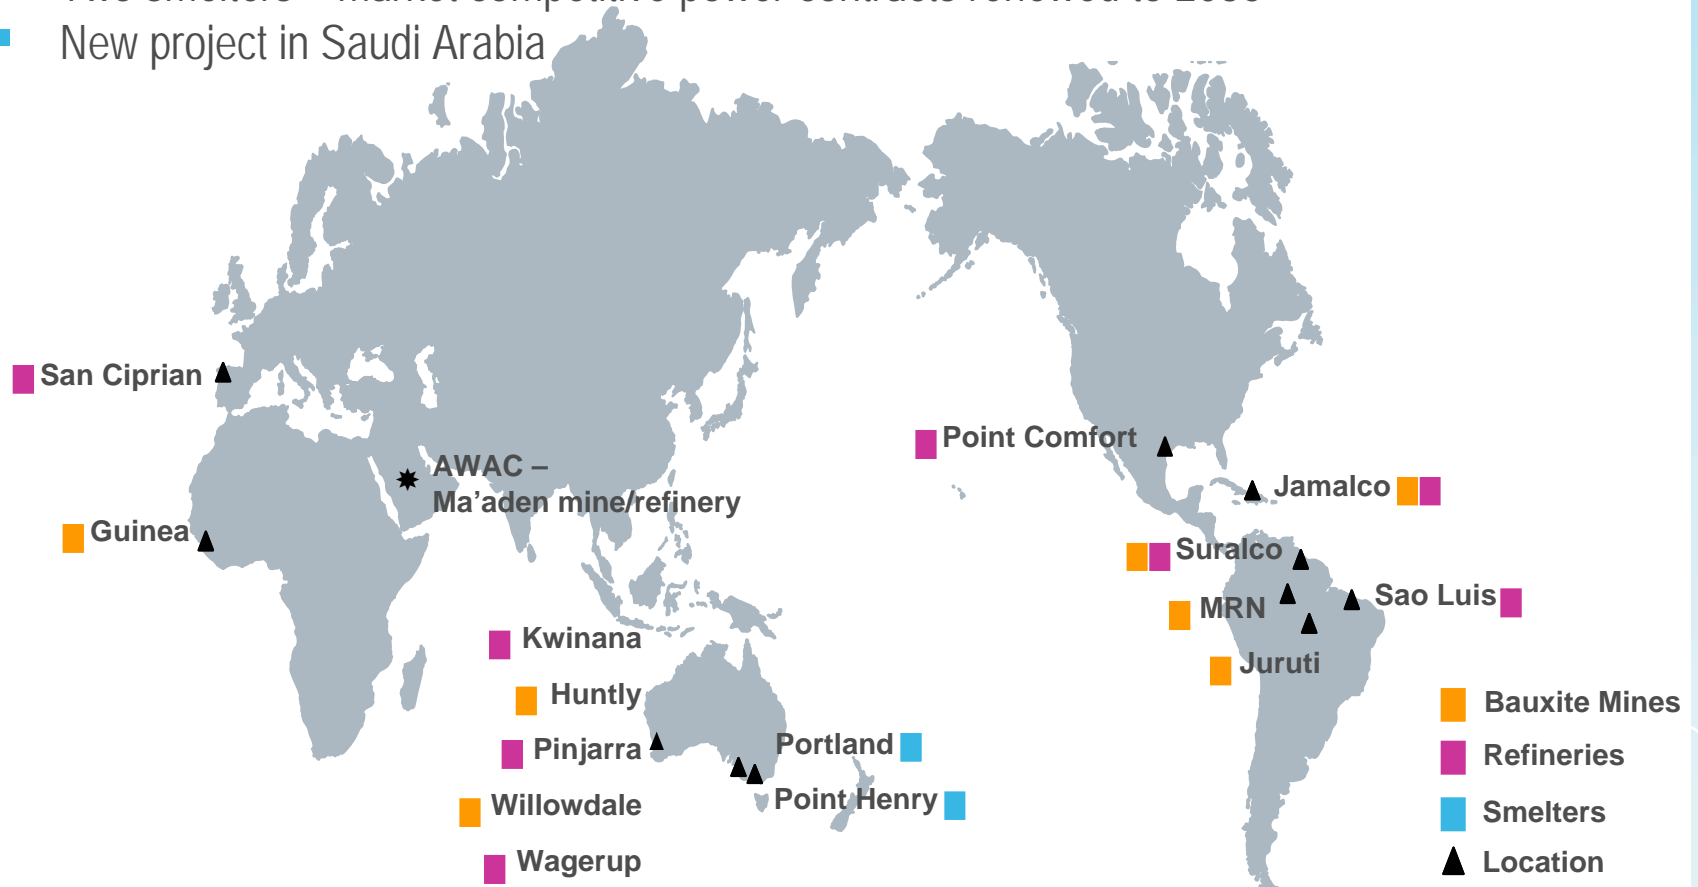 New project in Saudi Arabia
San Ciprian
AWAC –
Ma’aden mine/refinery
Guinea
Point Comfort
Jamalco
Suralco
MRN
Sao Luis
Juruti
Kwinana
Huntly
Pinjarra
Willowdale
Wagerup
Portland
Point Henry
Bauxite Mines
Refineries
Smelters
Location